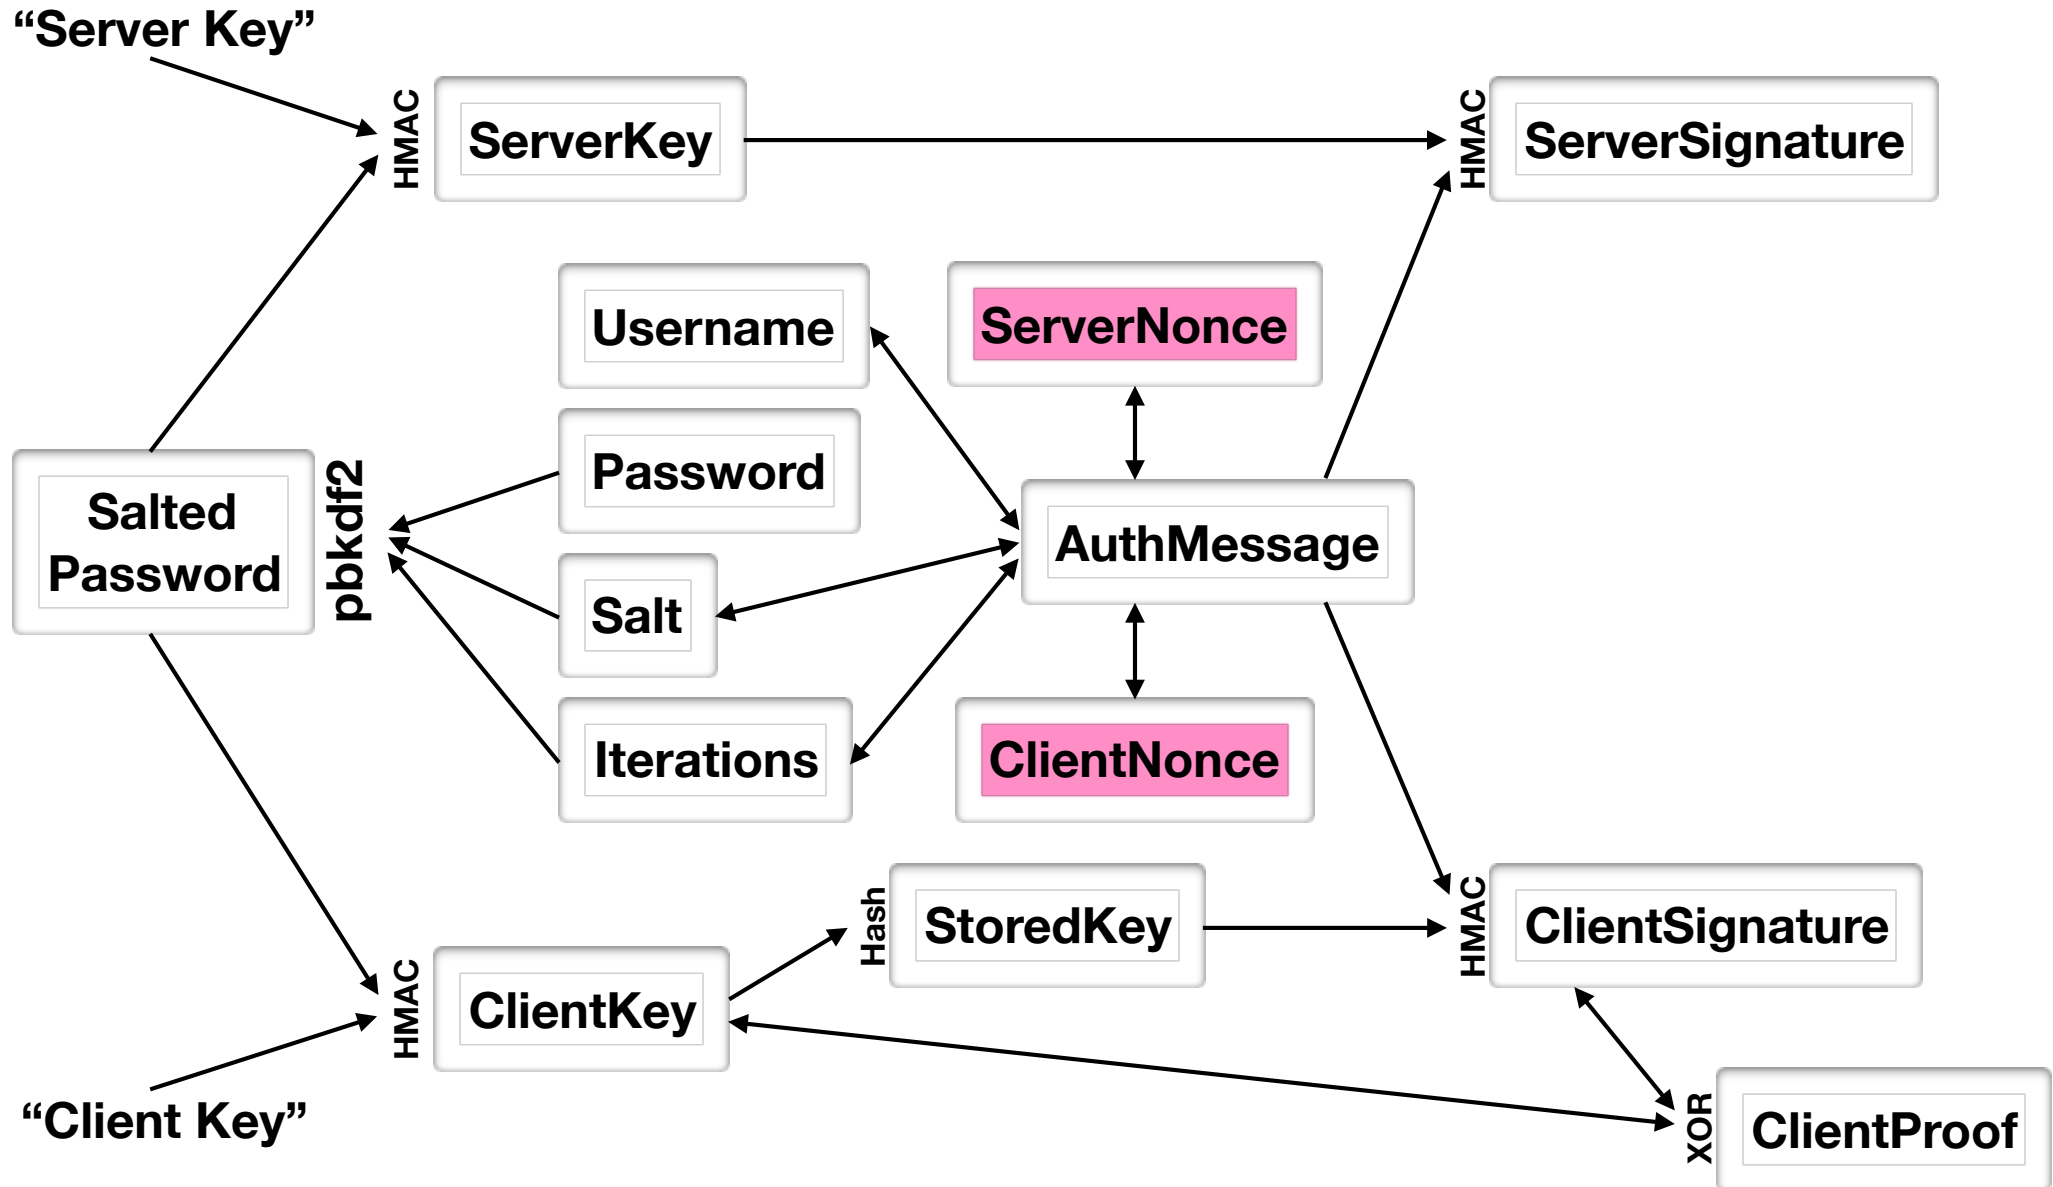 “Server Key”
HMAC
ServerKey
HMAC
ServerSignature
Username
ServerNonce
Password
Salted
Password
pbkdf2
AuthMessage
Salt
Iterations
ClientNonce
Hash
StoredKey
HMAC
ClientSignature
HMAC
ClientKey
“Client Key”
XOR
ClientProof